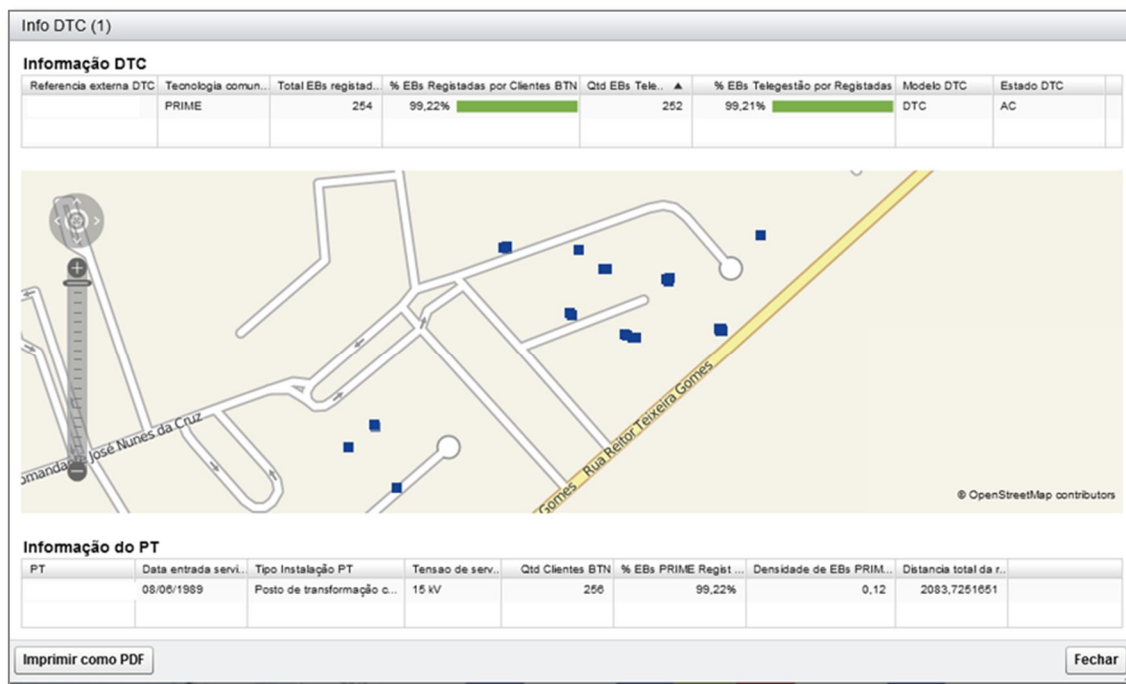 Info DTC (1)
Informação DTC
Referencia externa DTC Tecnologia comun... Total EBs registad... % EBs Registadas por Clientes BTN Qtd EBs Tele.. ▲ % EBs Telegestão por Registadas Modelo DTC Estado DTC
PRIME 254 99,22% 252 99,21% DTC AC
omandante José Nunes da Cruz
Rua Reitor Teixeira Gomes
Gomes
© OpenStreetMap contributors
Informação do PT
PT Data entrada servi.. Tipo Instalação PT Tensao de serv.. Qtd Clientes BTN % EBs PRIME Regist ... Densidade de EBs PRIM... Distancia total da r..
08/06/1989 Posto de transformação c... 15 kV 256 99,22% 0,12 2083,7251651
Imprimir como PDF Fechar